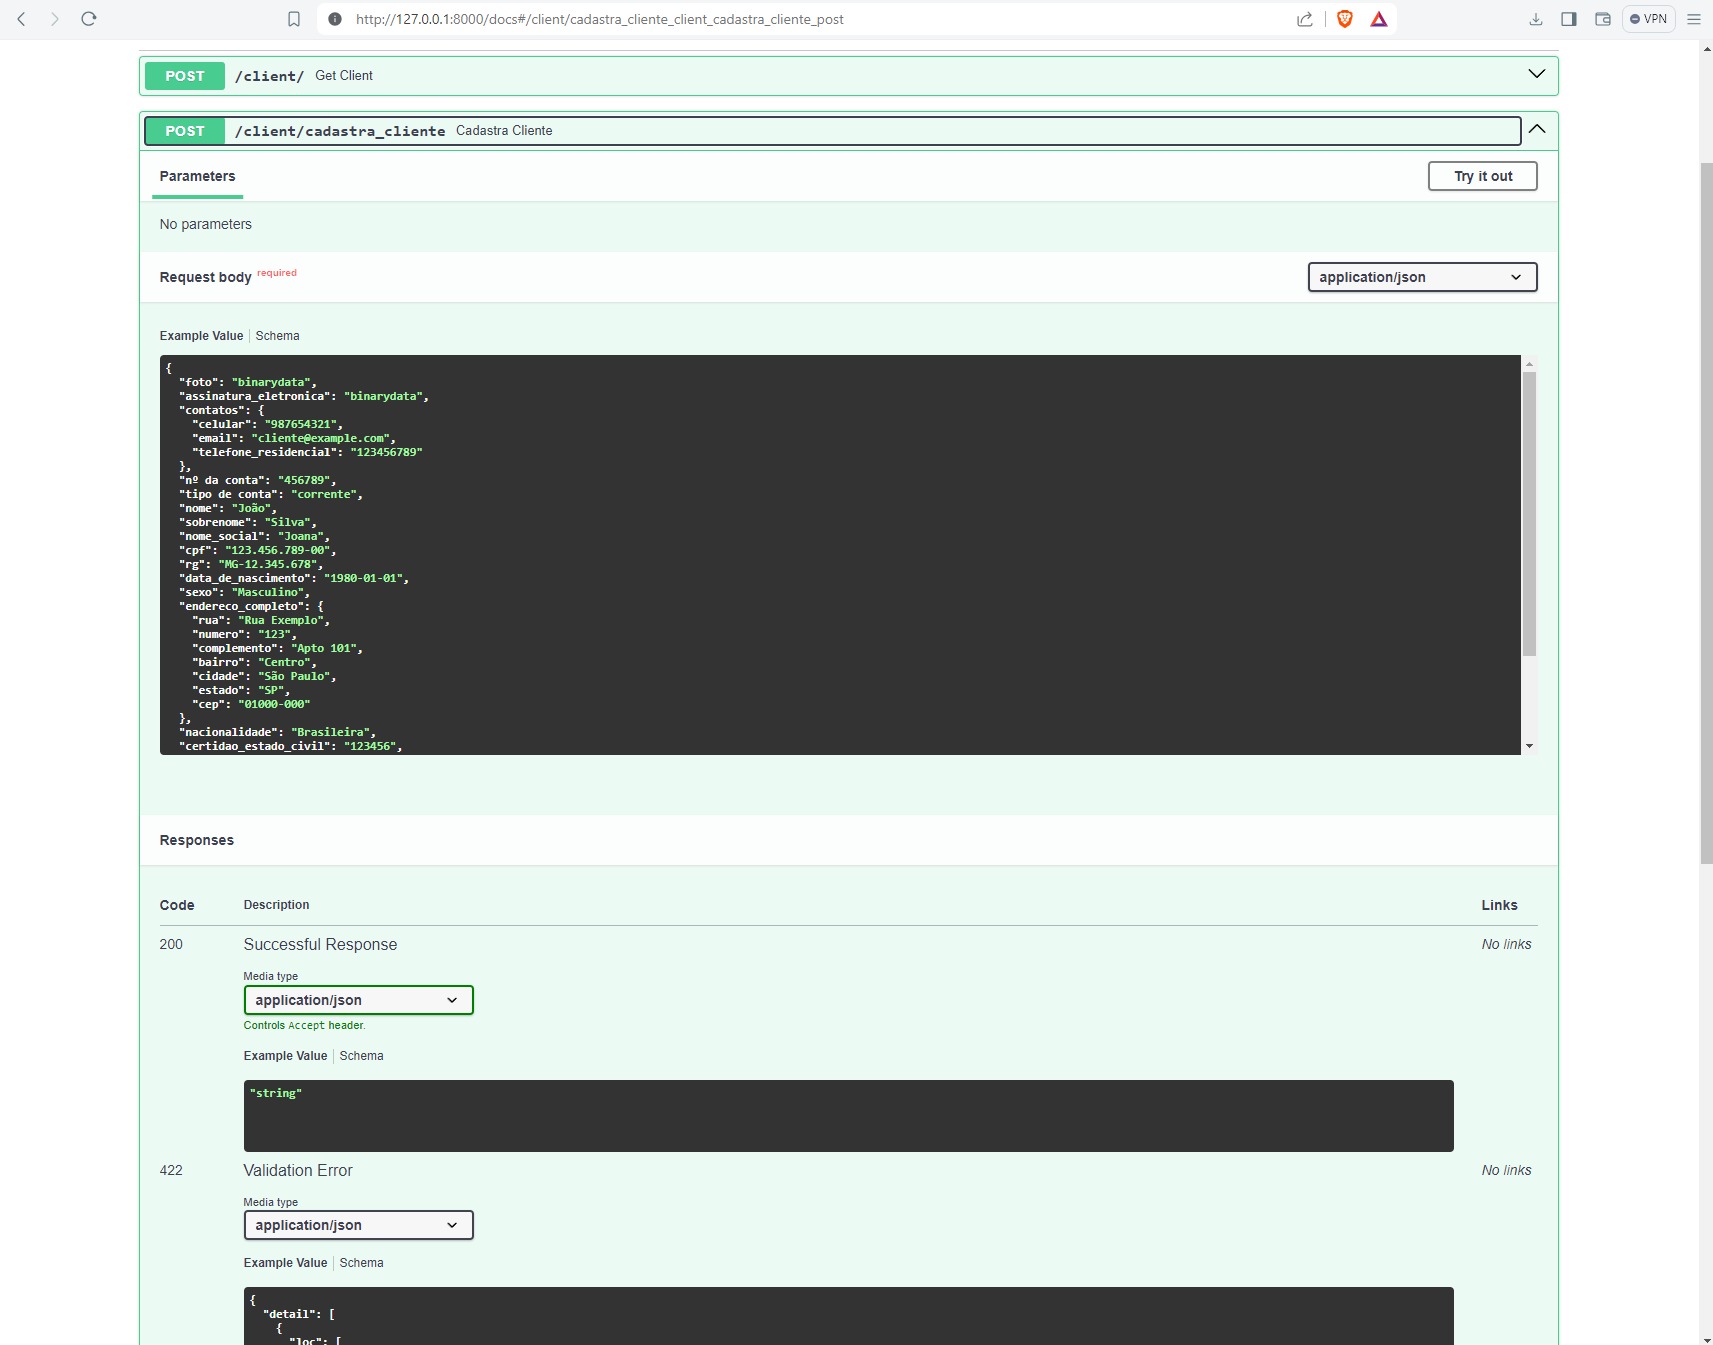 http://127.0.0.1:8000/docs#/client/cadastra_cliente_client_cadastra_cliente_post
VPN
POST /client/ Get Client
POST /client/cadastra_cliente Cadastra Cliente
Parameters
Try it out
No parameters
Request body required
application/json
Example Value Schema
{
"foto": "binarydata",
"assinatura_eletronica": "binarydata",
"contatos": {
"celular": "987654321",
"email": "cliente@example.com",
"telefone_residencial": "123456789"
},
"nº da conta": "456789",
"tipo de conta": "corrente",
"nome": "João",
"sobrenome": "Silva",
"nome_social": "Joana",
"cpf": "123.456.789-00",
"rg": "MG-12.345.678",
"data_de_nascimento": "1980-01-01",
"sexo": "Masculino",
"endereco_completo": {
"rua": "Rua Exemplo",
"numero": "123",
"complemento": "Apto 101",
"bairro": "Centro",
"cidade": "São Paulo",
"estado": "SP",
"cep": "01000-000"
},
"nacionalidade": "Brasileira",
"certidao_estado_civil": "123456",
Responses
Code Description Links
200 Successful Response No links
Media type
application/json
Controls Accept header.
Example Value Schema
"string"
422 Validation Error No links
Media type
application/json
Example Value Schema
{
"detail": [
{
"loc": [